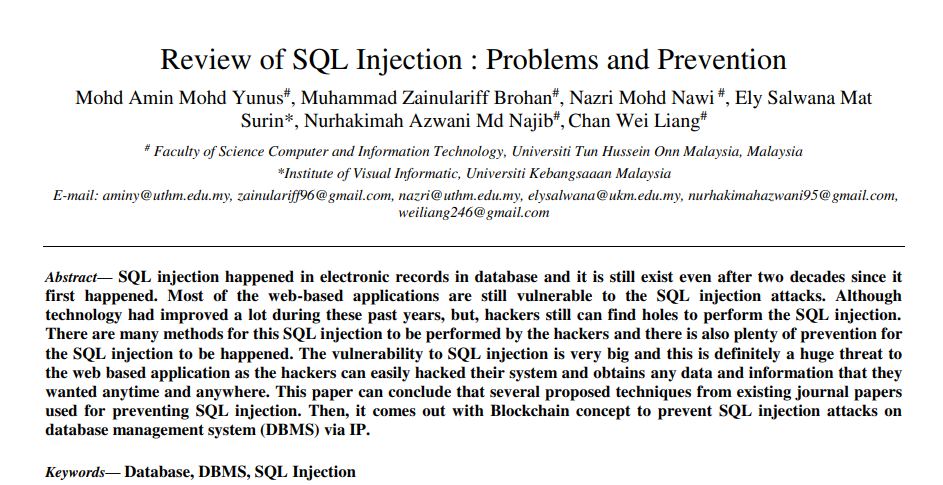 Review of SQL Injection : Problems and Prevention
Mohd Amin Mohd Yunus#, Muhammad Zainulariff Brohan#, Nazri Mohd Nawi #, Ely Salwana Mat
Surin*, Nurhakimah Azwani Md Najib#, Chan Wei Liang#
# Faculty of Science Computer and Information Technology, Universiti Tun Hussein Onn Malaysia, Malaysia
*Institute of Visual Informatic, Universiti Kebangsaaan Malaysia
E-mail: aminy@uthm.edu.my, zainulariff96@gmail.com, nazri@uthm.edu.my, elysalwana@ukm.edu.my, nurhakimahazwani95@gmail.com,
weiliang246@gmail.com
Abstract— SQL injection happened in electronic records in database and it is still exist even after two decades since it
first happened. Most of the web-based applications are still vulnerable to the SQL injection attacks. Although
technology had improved a lot during these past years, but, hackers still can find holes to perform the SQL injection.
There are many methods for this SQL injection to be performed by the hackers and there is also plenty of prevention for
the SQL injection to be happened. The vulnerability to SQL injection is very big and this is definitely a huge threat to
the web based application as the hackers can easily hacked their system and obtains any data and information that they
wanted anytime and anywhere. This paper can conclude that several proposed techniques from existing journal papers
used for preventing SQL injection. Then, it comes out with Blockchain concept to prevent SQL injection attacks on
database management system (DBMS) via IP.
Keywords— Database, DBMS, SQL Injection